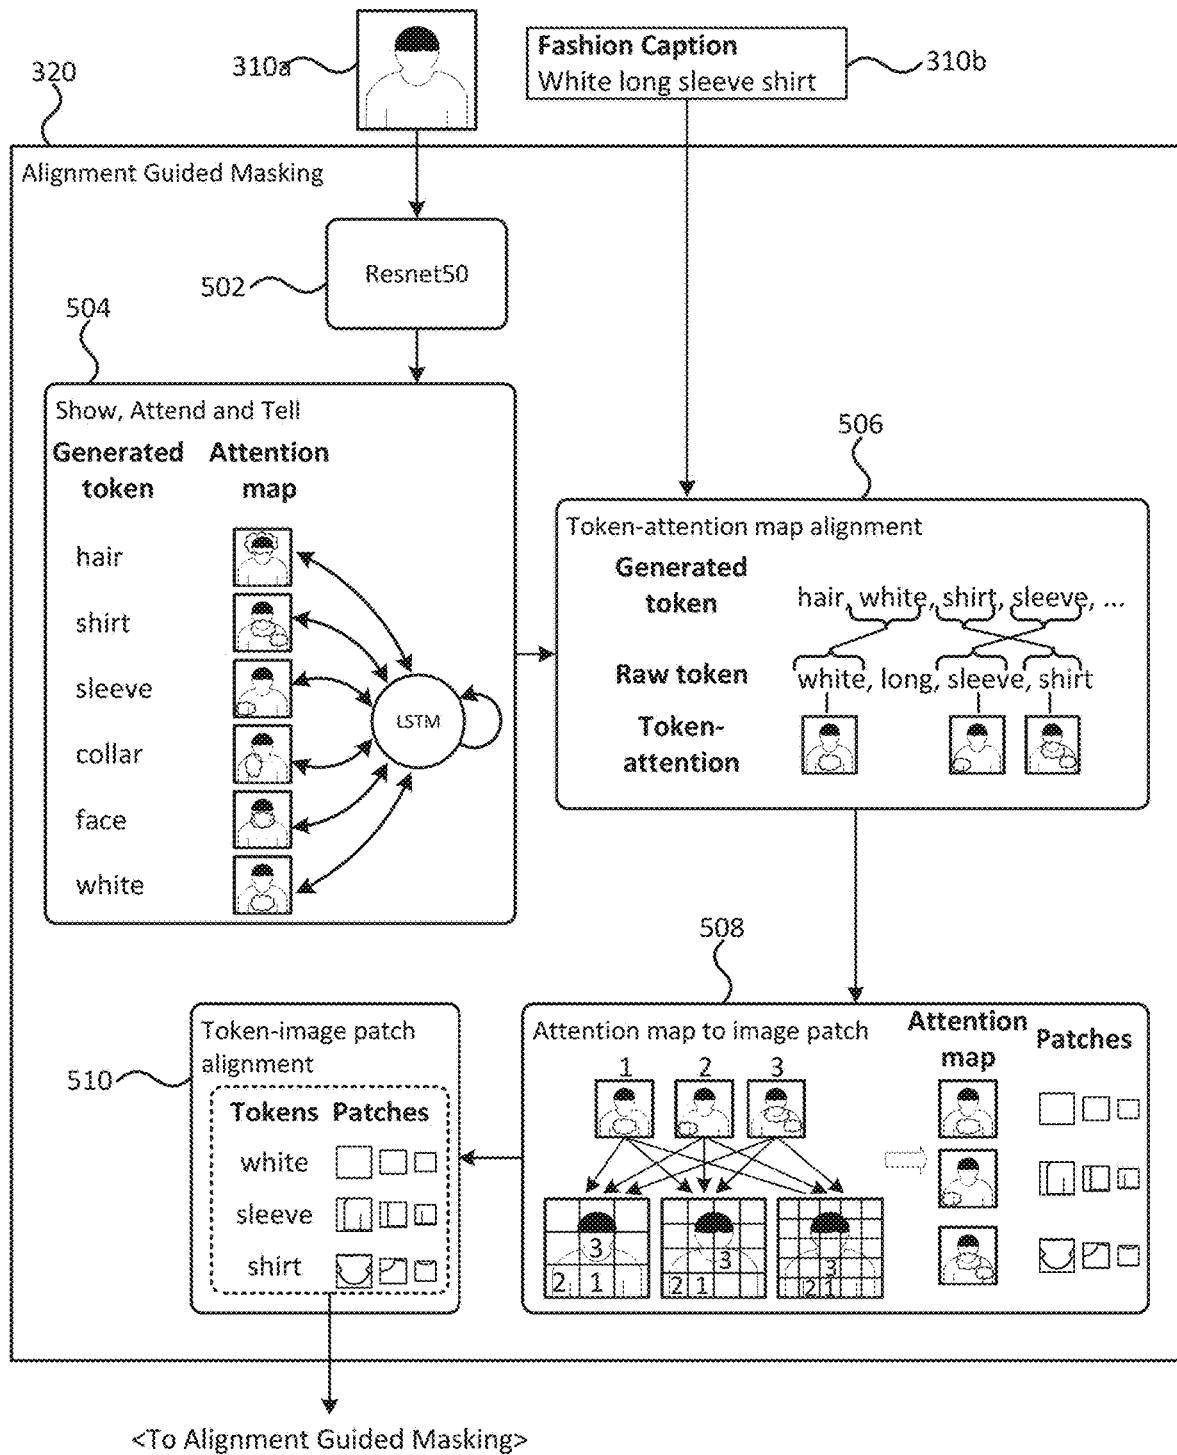 310a
Fashion Caption
White long sleeve shirt
310b
320
Alignment Guided Masking
502
Resnet50
504
Show, Attend and Tell
Generated token
Attention map
hair
shirt
sleeve
collar
face
white
LSTM
506
Token-attention map alignment
Generated token
hair, white, shirt, sleeve, ...
Raw token
white, long, sleeve, shirt
Token-attention
508
Attention map to image patch
1 2 3
3
2 1
3
2 1
3
2 1
Attention map
Patches
510
Token-image patch
alignment
Tokens Patches
white
sleeve
shirt
<To Alignment Guided Masking>